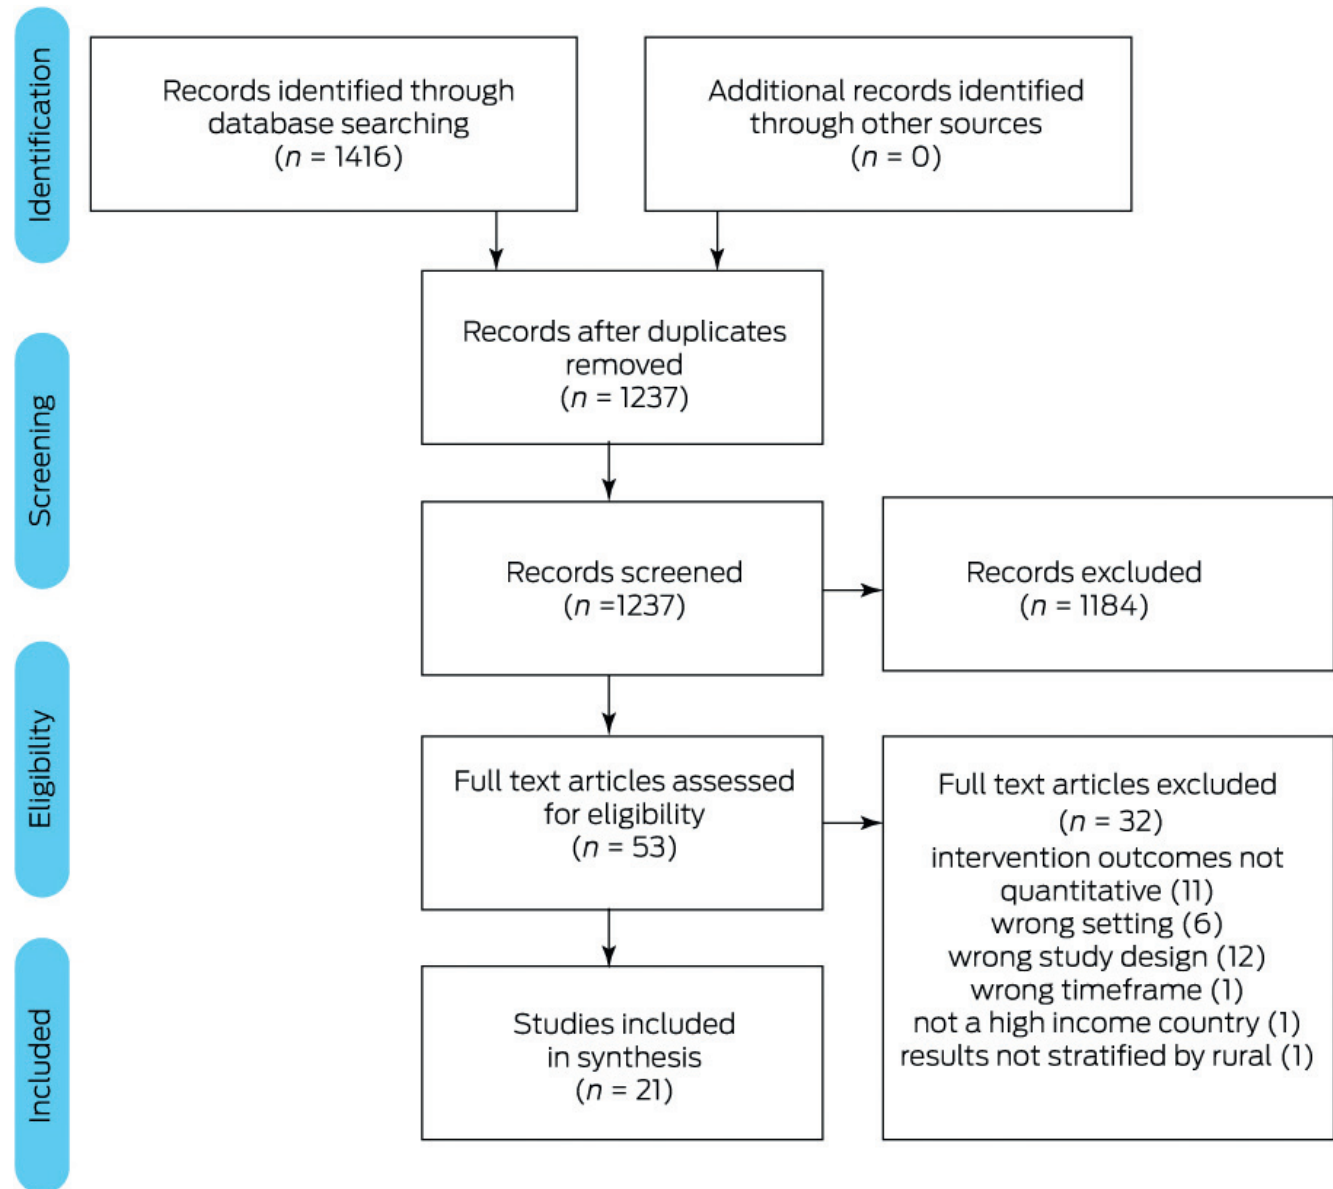 Identification
Records identified through
database searching
(n = 1416)
Additional records identified
through other sources
(n = 0)
Records after duplicates
removed
(n = 1237)
Screening
Records screened
(n =1237)
Records excluded
(n = 1184)
Eligibility
Full text articles assessed
for eligibility
(n = 53)
Full text articles excluded
(n = 32)
intervention outcomes not
quantitative (11)
wrong setting (6)
wrong study design (12)
wrong timeframe (1)
not a high income country (1)
results not stratified by rural (1)
Included
Studies included
in synthesis
(n = 21)